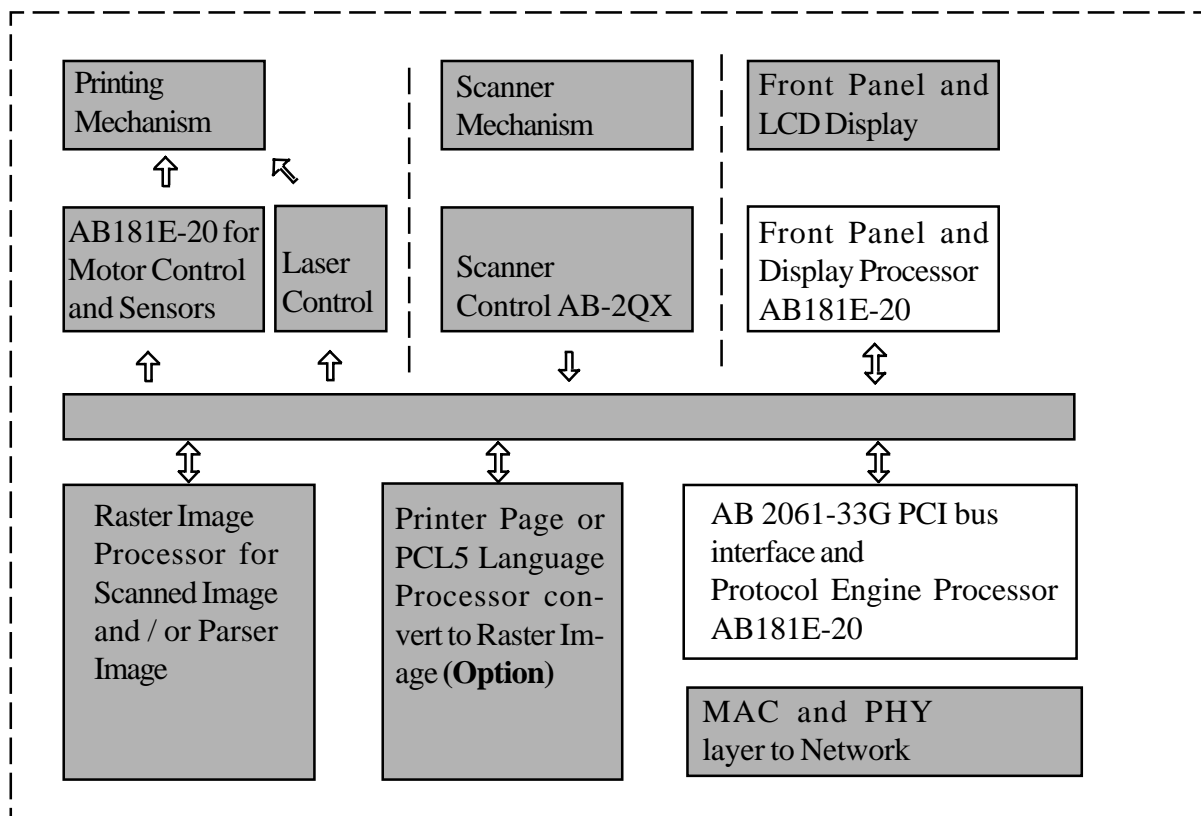 Printing
Mechanism
Scanner
Mechanism
Front Panel and
LCD Display
AB181E-20 for
Motor Control
and Sensors
Laser
Control
Scanner
Control AB-2QX
Front Panel and
Display Processor
AB181E-20
Raster Image
Processor for
Scanned Image
and / or Parser
Image
Printer Page or
PCL5 Language
Processor con-
vert to Raster Im-
age (Option)
AB 2061-33G PCI bus
interface and
Protocol Engine Processor
AB181E-20
MAC and PHY
layer to Network